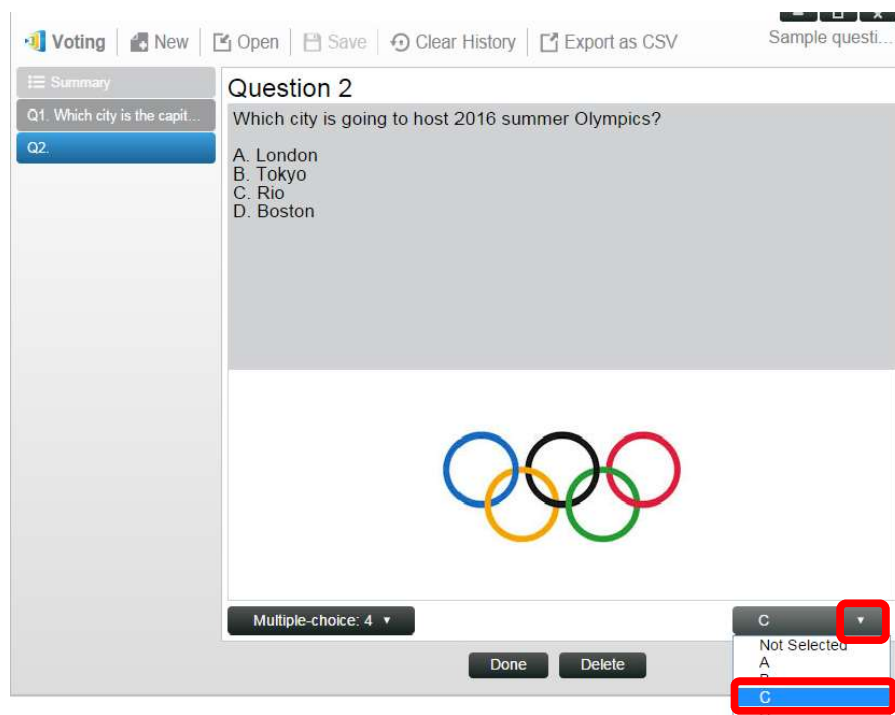 Voting New Open Save Clear History Export as CSV Sample questi...
Summary
Q1. Which city is the capit...
Q2.
Question 2
Which city is going to host 2016 summer Olympics?
A. London
B. Tokyo
C. Rio
D. Boston
Multiple-choice: 4
C
Not Selected
A
C
Done Delete